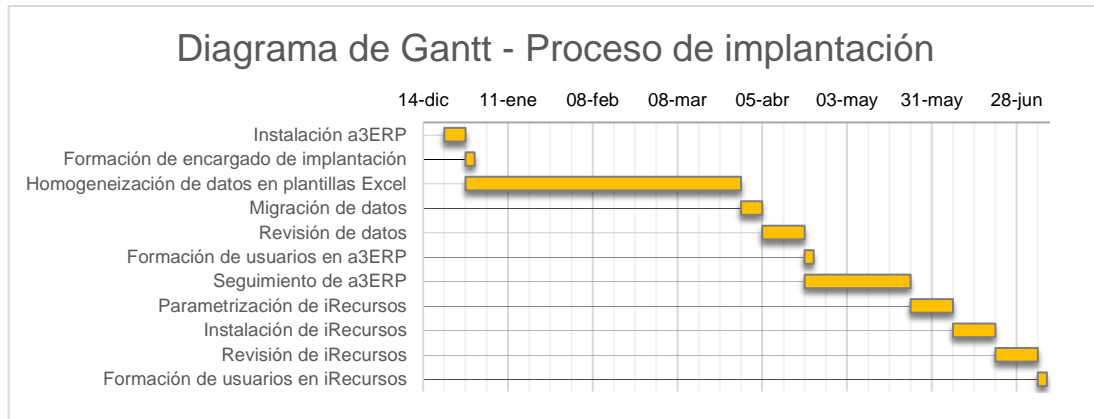 Diagrama de Gantt - Proceso de implantación
14-dic 11-ene 08-feb 08-mar 05-abr 03-may 31-may 28-jun
Instalación a3ERP
Formación de encargado de implantación
Homogeneización de datos en plantillas Excel
Migración de datos
Revisión de datos
Formación de usuarios en a3ERP
Seguimiento de a3ERP
Parametrización de iRecursos
Instalación de iRecursos
Revisión de iRecursos
Formación de usuarios en iRecursos